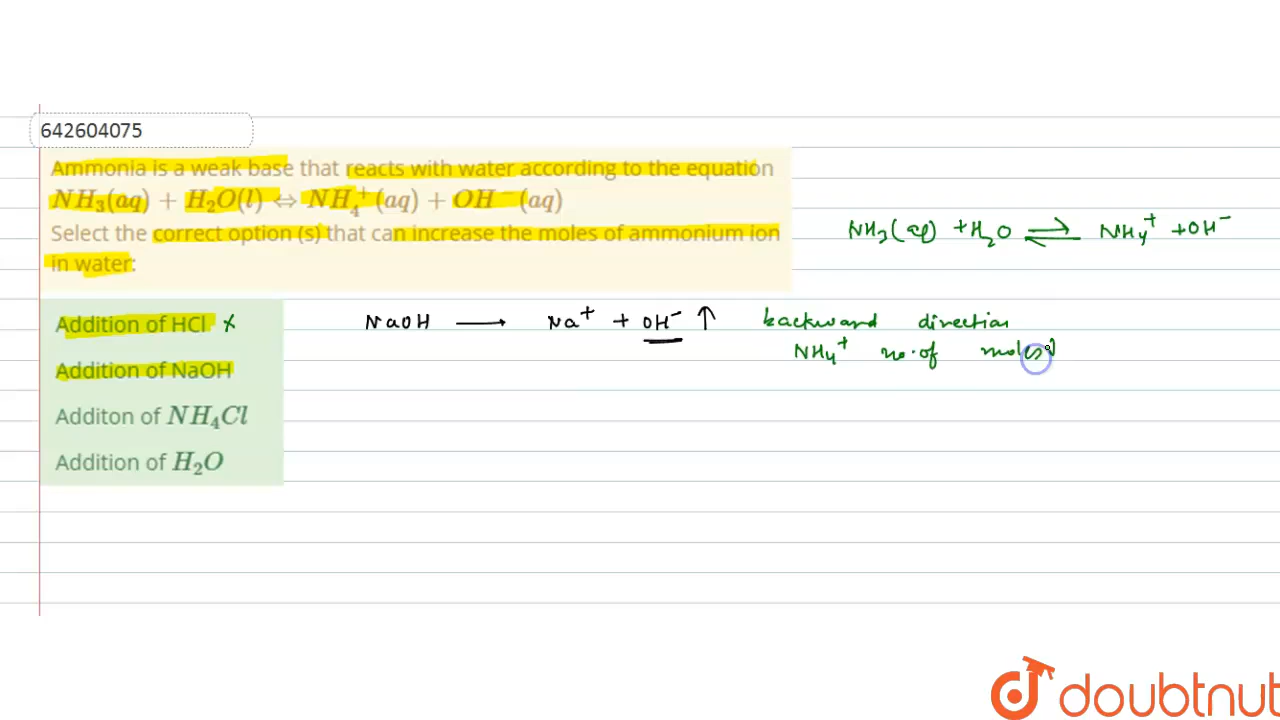 642604075
Ammonia is a weak base that reacts with water according to the equation
NH₃(aq) + H₂O(l) ⇔ NH₄⁺(aq) + OH⁻(aq)
Select the correct option (s) that can increase the moles of ammonium ion
in water:
NH₃(aq) + H₂O ⇌ NH₄⁺ + OH⁻
Addition of HCl ×
NaOH ⟶ Na⁺ + OH⁻ ↑ backward direction
NH₄⁺ no. of moles
Addition of NaOH
Additon of NH₄Cl
Addition of H₂O
doubtnut